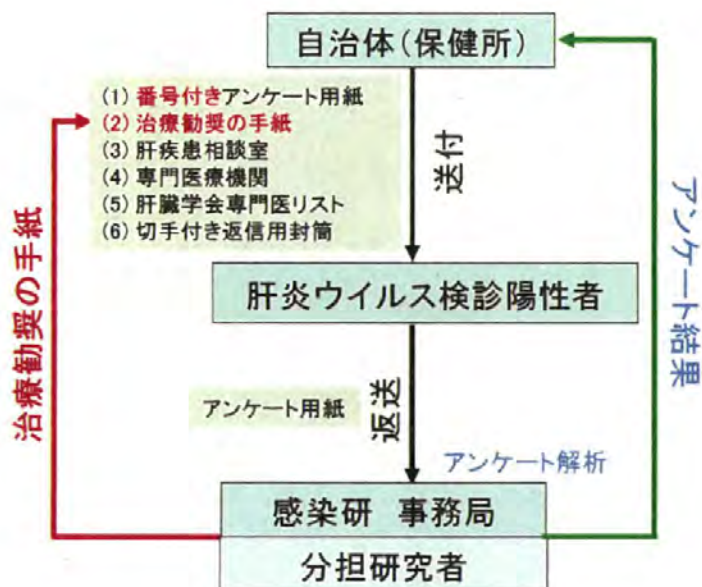 自治体(保健所)
(1) 番号付きアンケート用紙
(2) 治療勧奨の手紙
(3) 肝疾患相談室
(4) 専門医療機関
(5) 肝臓学会専門医リスト
(6) 切手付き返信用封筒
送付
治療勧奨の手紙
アンケート結果
肝炎ウイルス検診陽性者
アンケート用紙
返送
アンケート解析
感染研 事務局
分担研究者